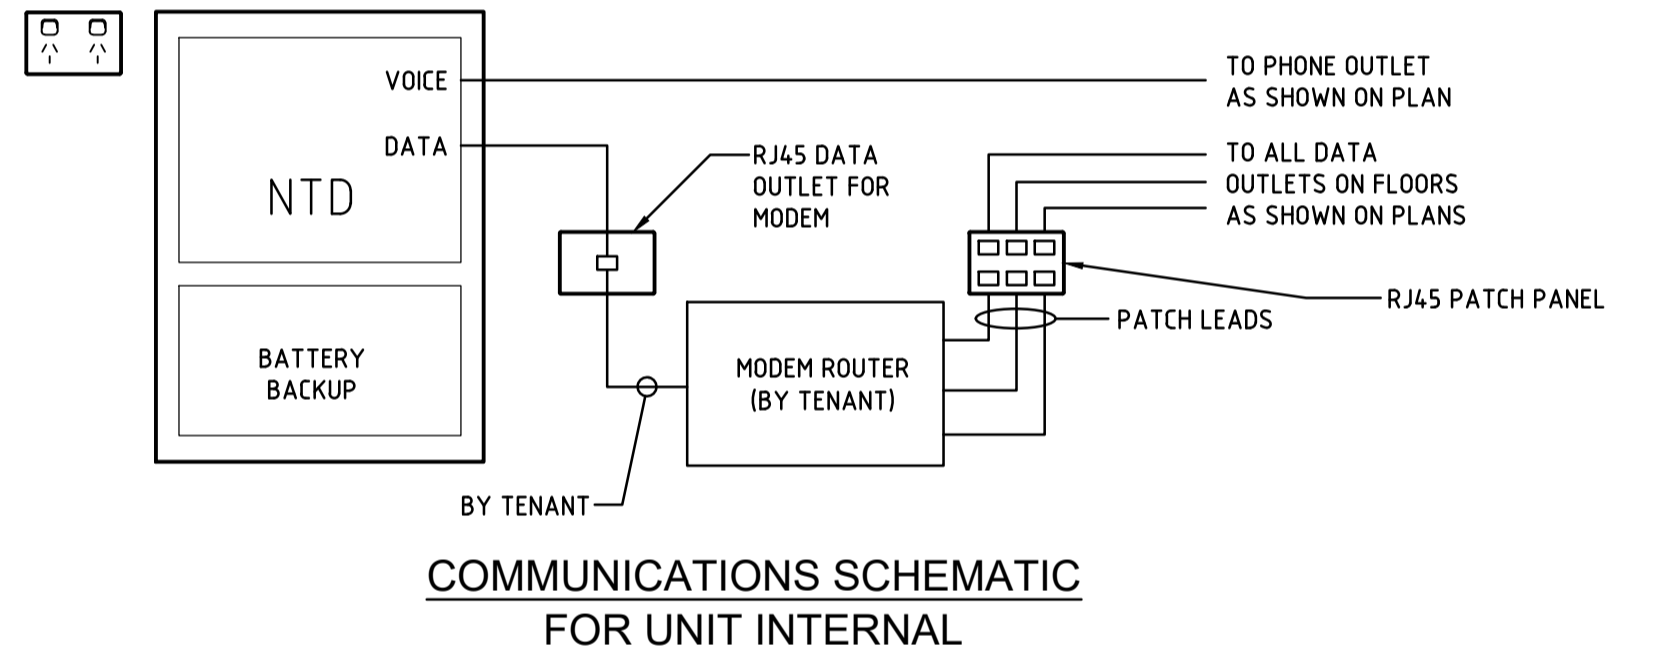 VOICE
TO PHONE OUTLET
AS SHOWN ON PLAN
DATA
NTD
RJ45 DATA
OUTLET FOR
MODEM
TO ALL DATA
OUTLETS ON FLOORS
AS SHOWN ON PLANS
RJ45 PATCH PANEL
PATCH LEADS
BATTERY
BACKUP
MODEM ROUTER
(BY TENANT)
BY TENANT
COMMUNICATIONS SCHEMATIC
FOR UNIT INTERNAL